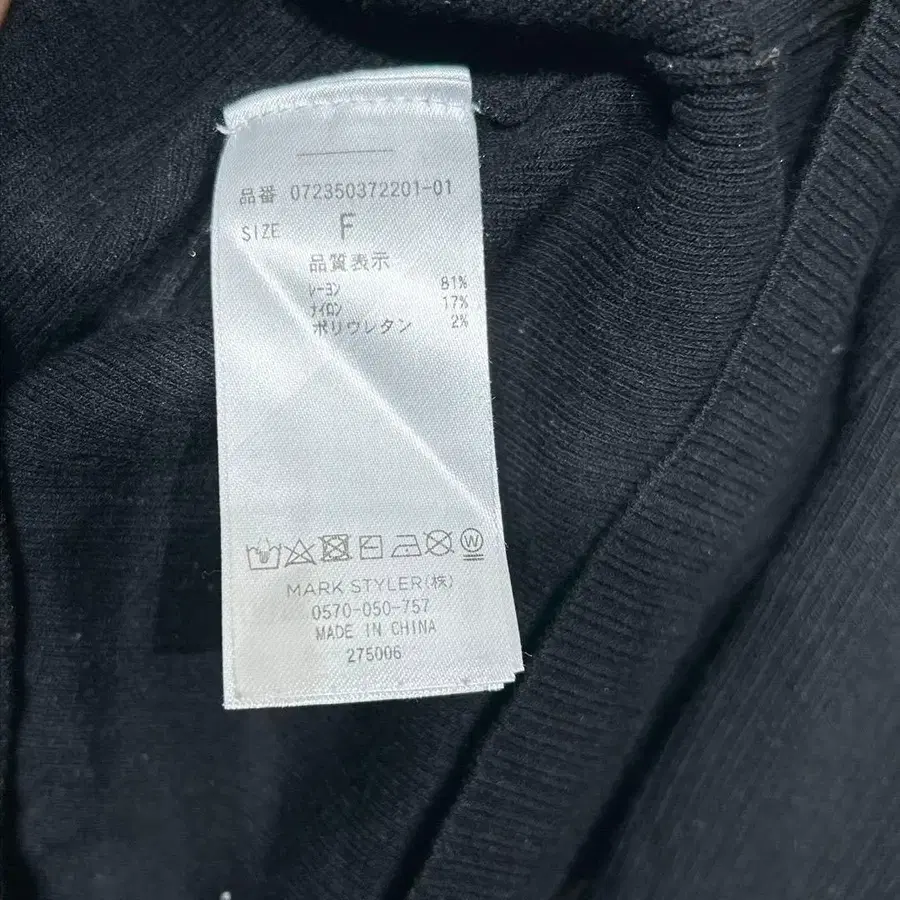 品番 072350372201-01
SIZE F
品質表示
レーヨン 81%
ナイロン 17%
ポリウレタン 2%
W
MARK STYLER(株)
0570-050-757
MADE IN CHINA
275006